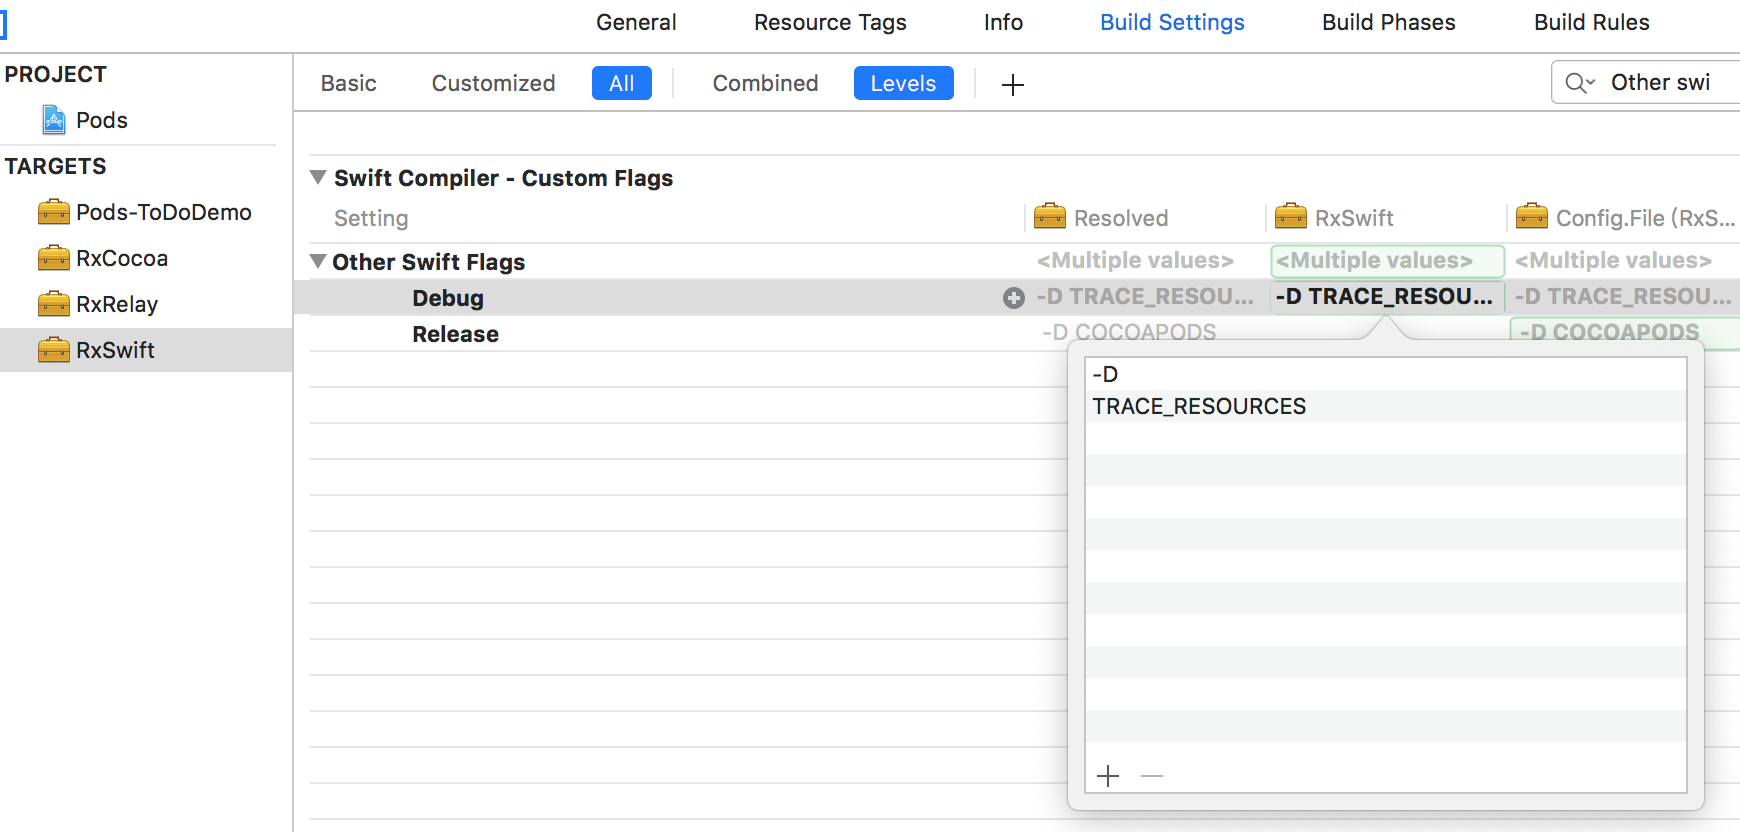 General Resource Tags Info Build Settings Build Phases Build Rules
PROJECT
Pods
TARGETS
Pods-ToDoDemo
RxCocoa
RxRelay
RxSwift
Basic Customized All Combined Levels Other swi
Swift Compiler - Custom Flags
Setting Resolved RxSwift Config.File (RxS...
Other Swift Flags <Multiple values> <Multiple values> <Multiple values>
Debug -D TRACE_RESOU... -D TRACE_RESOU... -D TRACE_RESOU...
Release -D COCOAPODS -D COCOAPODS
-D
TRACE_RESOURCES